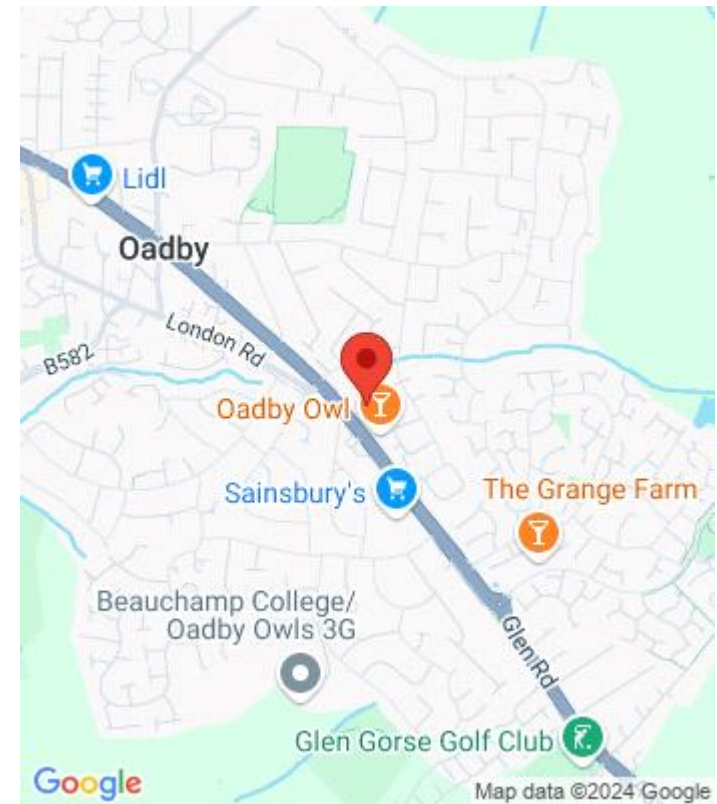 Lidl
Oadby
London Rd
B582
Oadby Owl
Sainsbury's
The Grange Farm
Beauchamp College/
Oadby Owls 3G
Glen Rd
Glen Gorse Golf Club
Google
Map data ©2024 Google